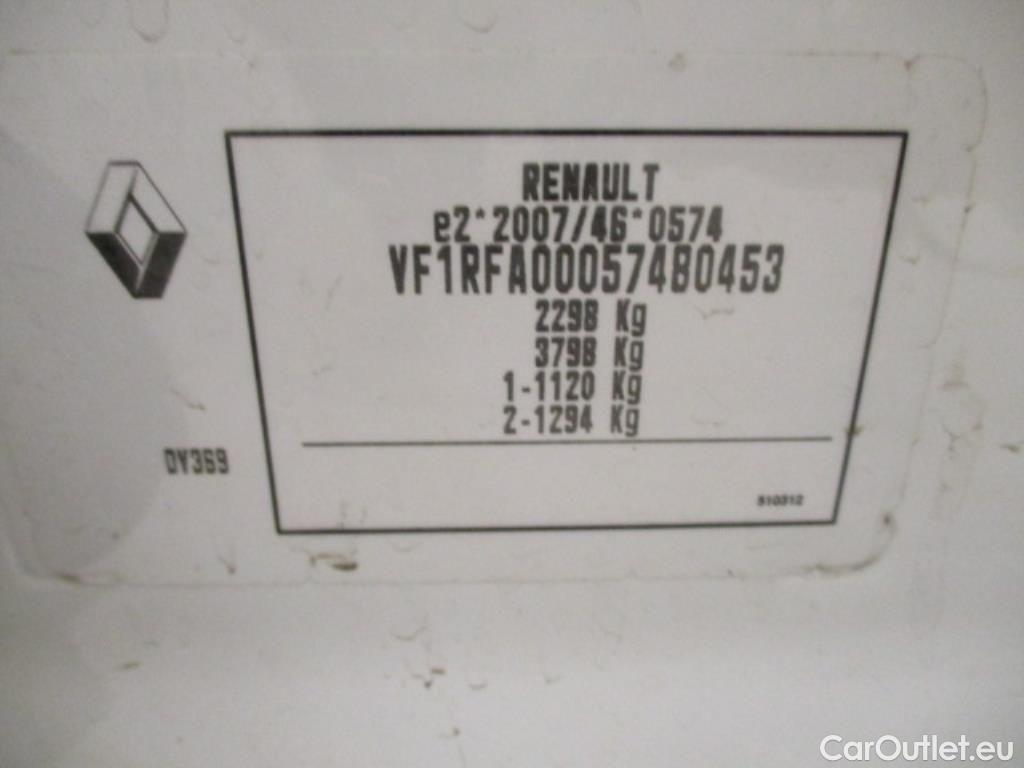 RENAULT
e2*2007/46*0574
VF1RFA00057480453
2298 Kg
3798 Kg
1-1120 Kg
2-1294 Kg
DV369
510312
CarOutlet.eu